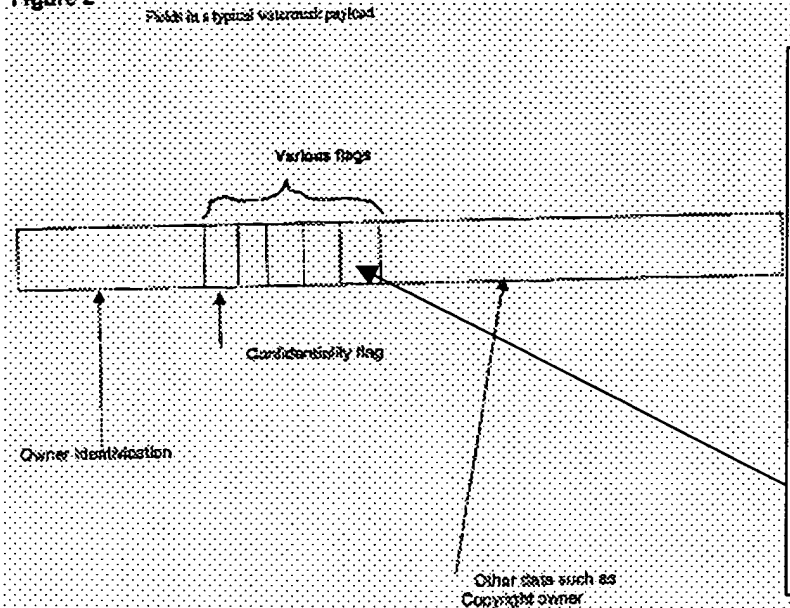 Figure 2
Fields in a typical watermark payload
Various flags
Confidentiality flag
Owner Identification
Other data such as
Copyright owner